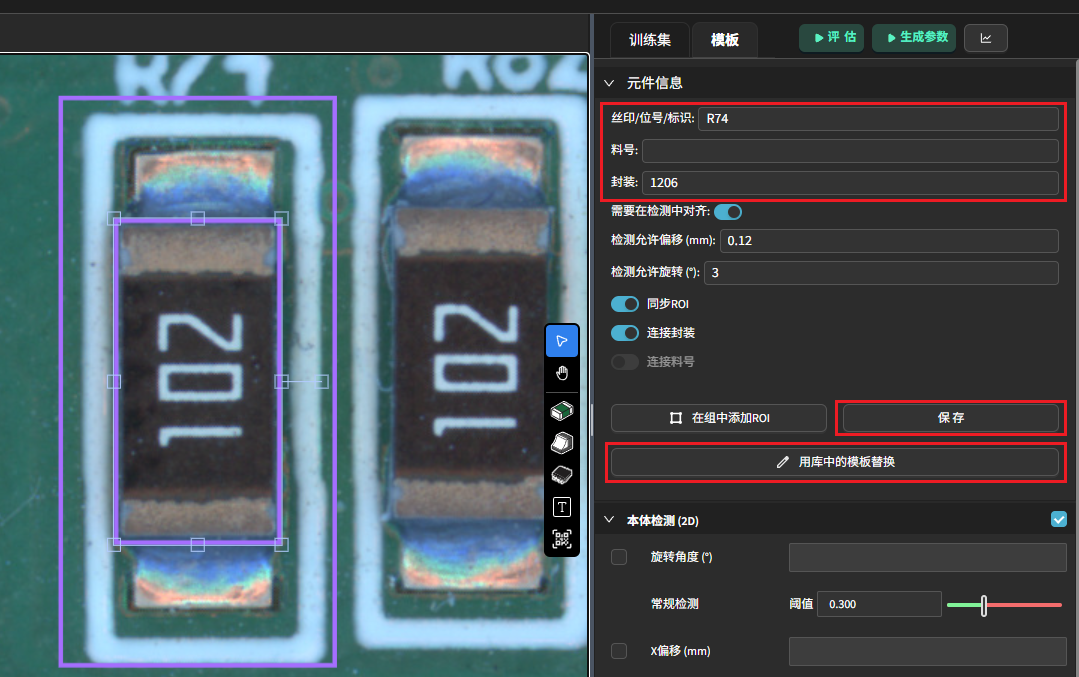 训练集
模板
评 估
生成参数
元件信息
丝印/位号/标识: R74
料号:
封装: 1206
需要在检测中对齐:
检测允许偏移 (mm): 0.12
检测允许旋转 (°): 3
同步ROI
连接封装
连接料号
在组中添加ROI
保 存
用库中的模板替换
本体检测 (2D)
旋转角度 (°)
常规检测
阈值 0.300
X偏移 (mm)
R74
102
102
T